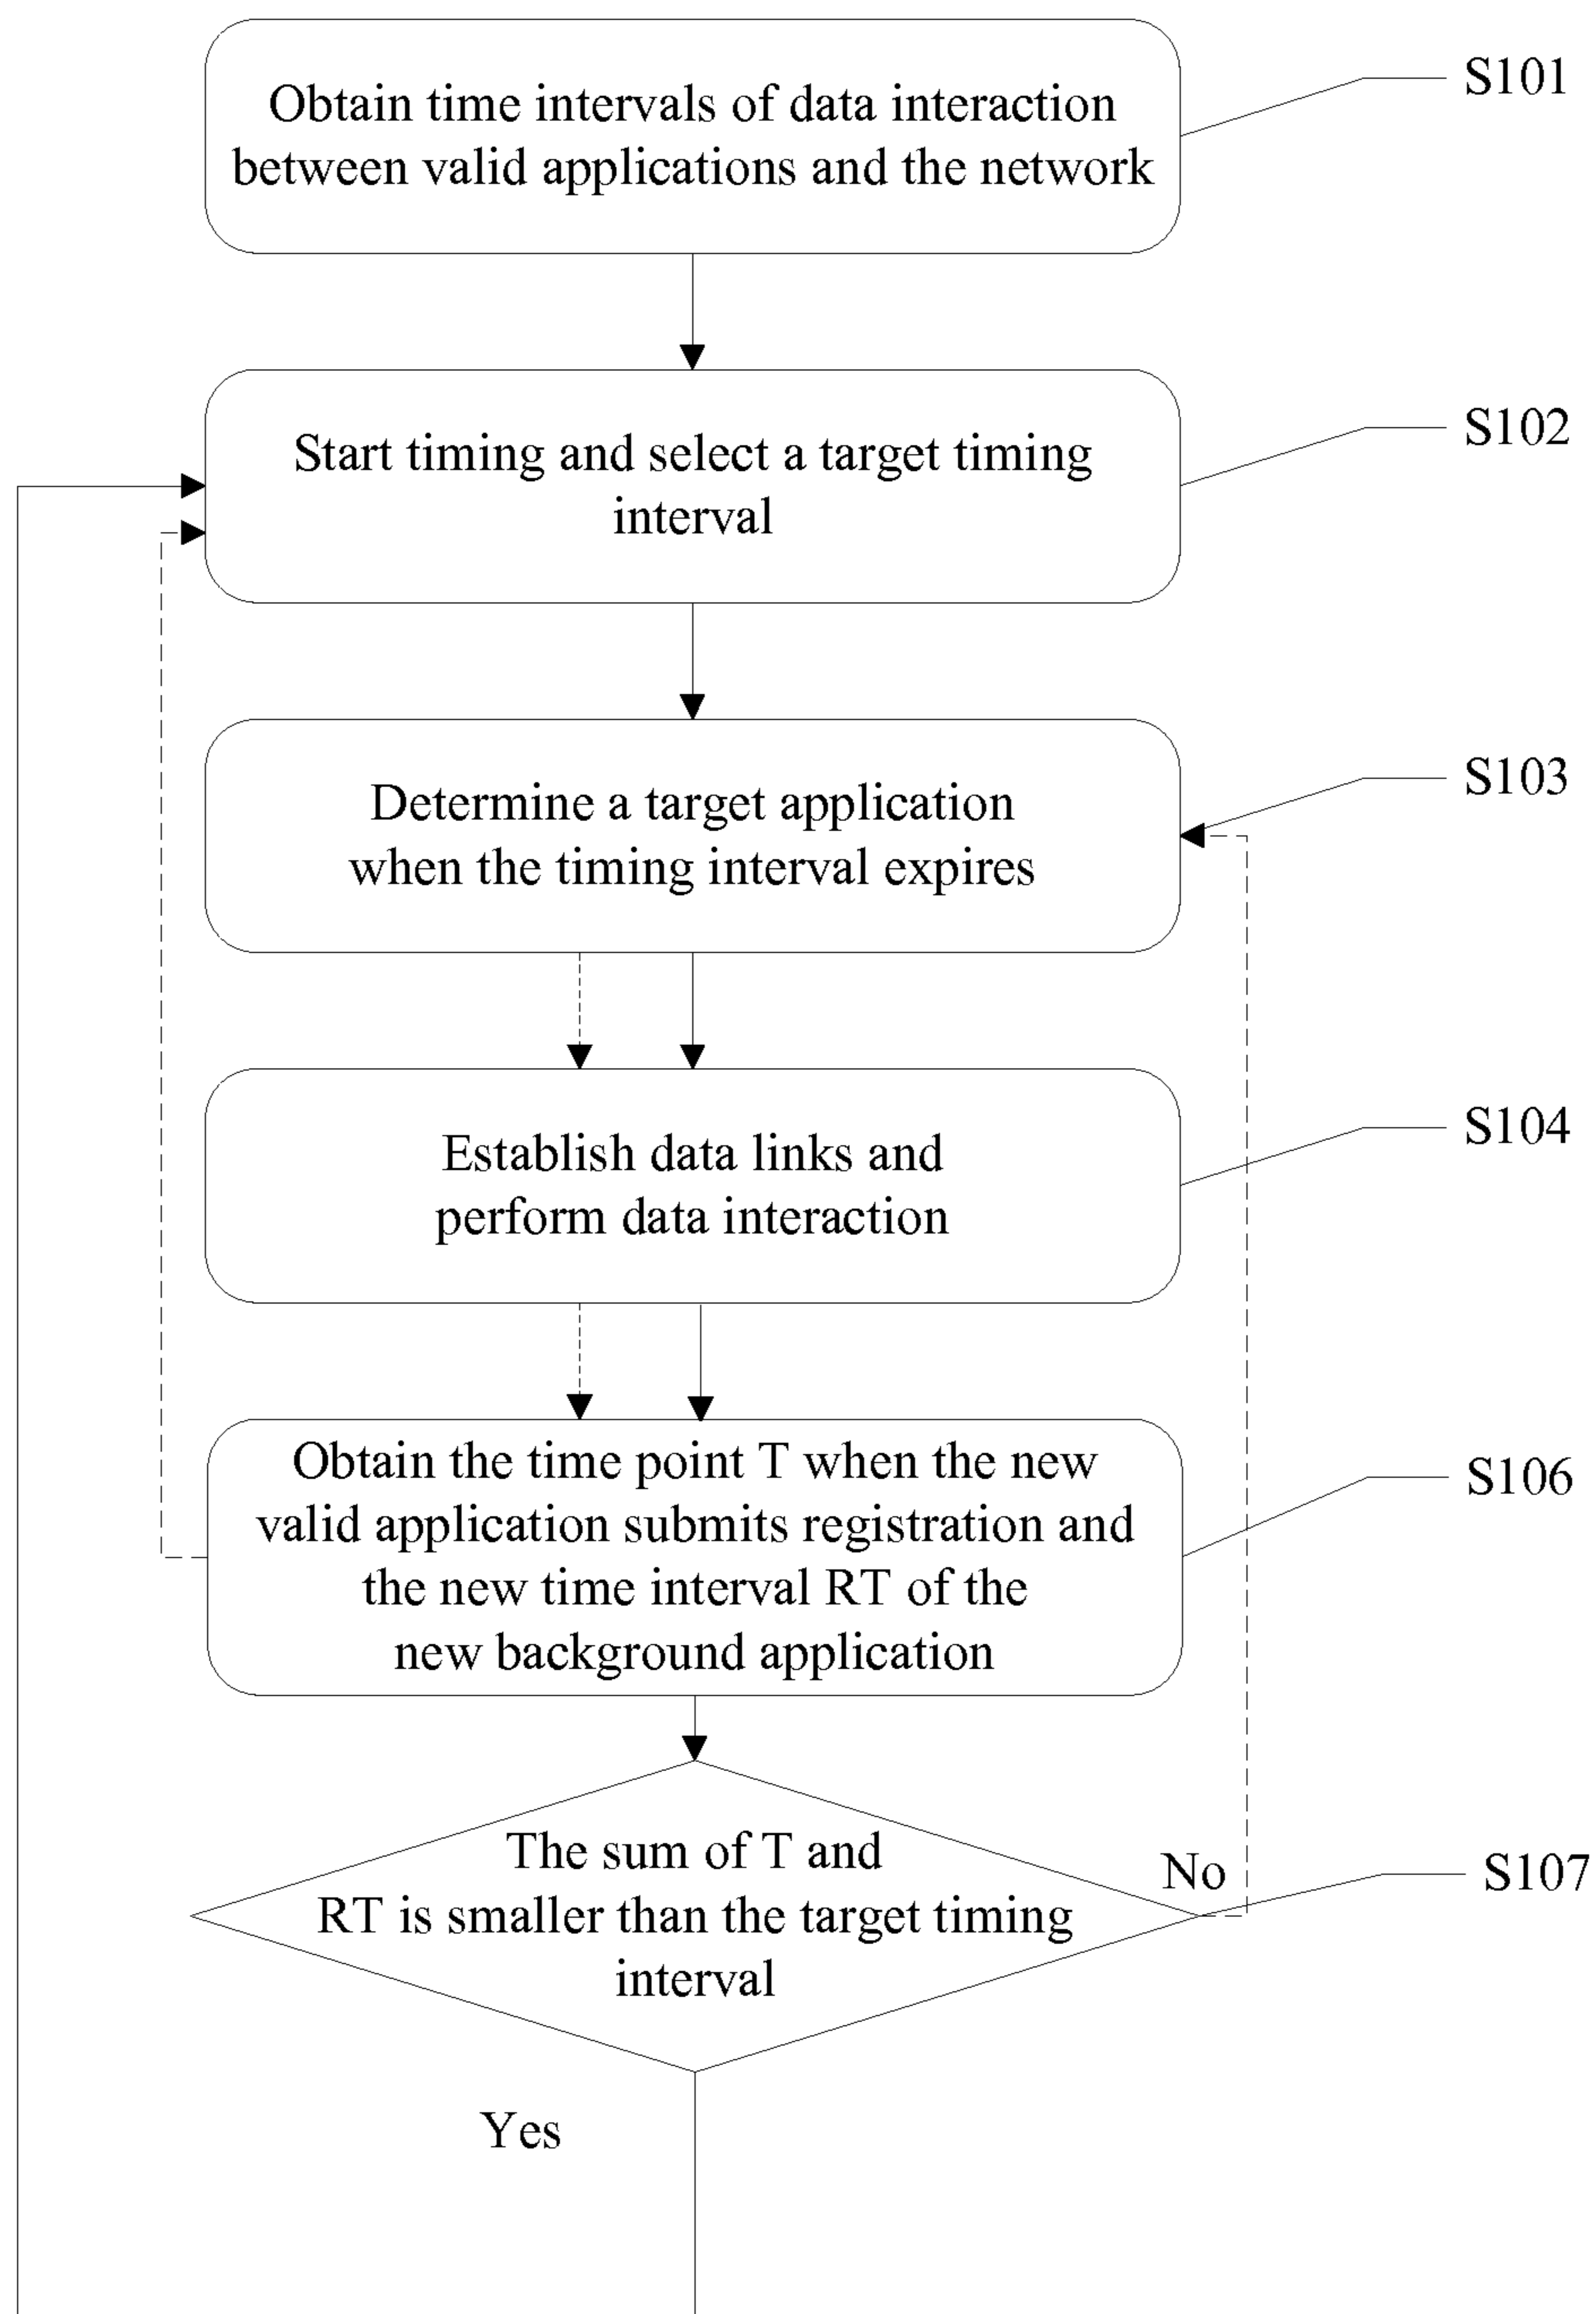 Obtain time intervals of data interaction
between valid applications and the network
S101
Start timing and select a target timing
interval
S102
Determine a target application
when the timing interval expires
S103
Establish data links and
perform data interaction
S104
Obtain the time point T when the new
valid application submits registration and
the new time interval RT of the
new background application
S106
The sum of T and
RT is smaller than the target timing
interval
No
S107
Yes